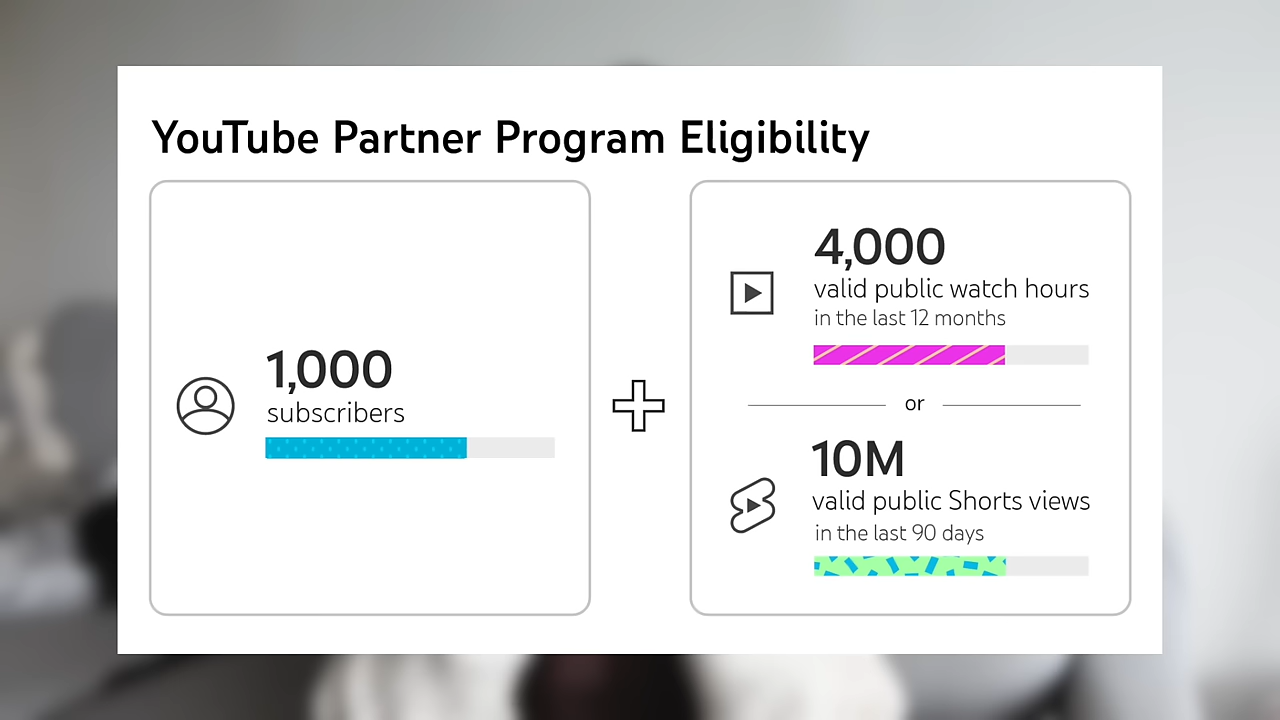 YouTube Partner Program Eligibility
1,000
subscribers
4,000
valid public watch hours
in the last 12 months
or
10M
valid public Shorts views
in the last 90 days